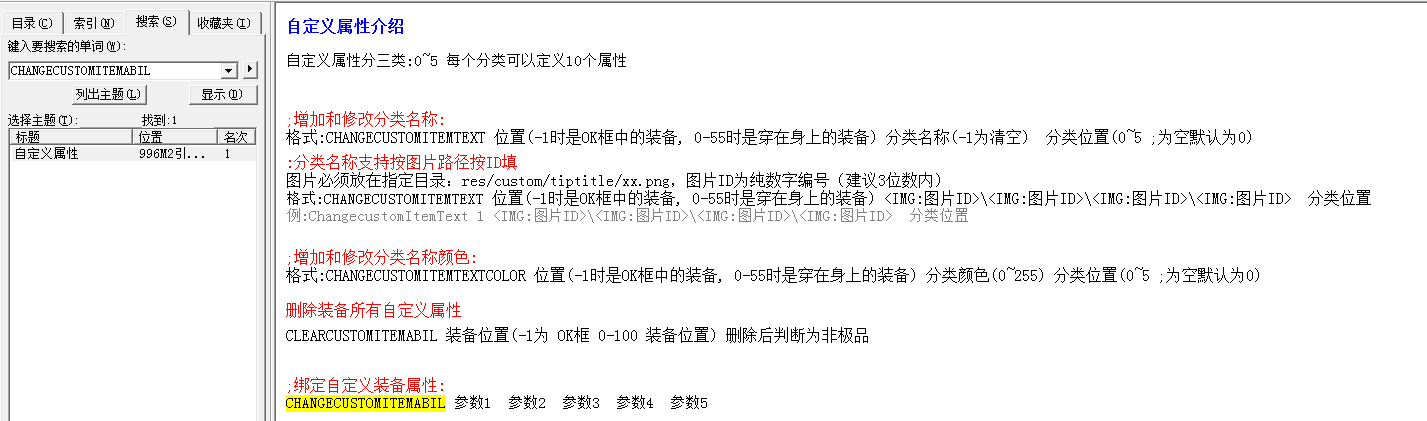 目录(C) 索引(N) 搜索(S) 收藏夹(I)
键入要搜索的单词(W):
CHANGECUSTOMITEMABIL
列出主题(L) 显示(D)
选择主题(T): 找到:1
标题 位置 名次
自定义属性 996M2引... 1
自定义属性介绍
自定义属性分三类:0~5 每个分类可以定义10个属性
;增加和修改分类名称:
格式:CHANGECUSTOMITEMTEXT 位置(-1时是OK框中的装备, 0-55时是穿在身上的装备) 分类名称(-1为清空) 分类位置(0~5 ;为空默认为0)
:分类名称支持按图片路径按ID填
图片必须放在指定目录: res/custom/tiptitle/xx.png, 图片ID为纯数字编号（建议3位数内）
格式:CHANGECUSTOMITEMTEXT 位置(-1时是OK框中的装备, 0-55时是穿在身上的装备) <IMG:图片ID>\<IMG:图片ID>\<IMG:图片ID>\<IMG:图片ID> 分类位置
例:ChangecustomItemText 1 <IMG:图片ID>\<IMG:图片ID>\<IMG:图片ID>\<IMG:图片ID> 分类位置
;增加和修改分类名称颜色:
格式:CHANGECUSTOMITEMTEXTCOLOR 位置(-1时是OK框中的装备, 0-55时是穿在身上的装备) 分类颜色(0~255) 分类位置(0~5 ;为空默认为0)
删除装备所有自定义属性
CLEARCUSTOMITEMABIL 装备位置(-1为 OK框 0-100 装备位置) 删除后判断为非极品
;绑定自定义装备属性:
CHANGECUSTOMITEMABIL 参数1 参数2 参数3 参数4 参数5